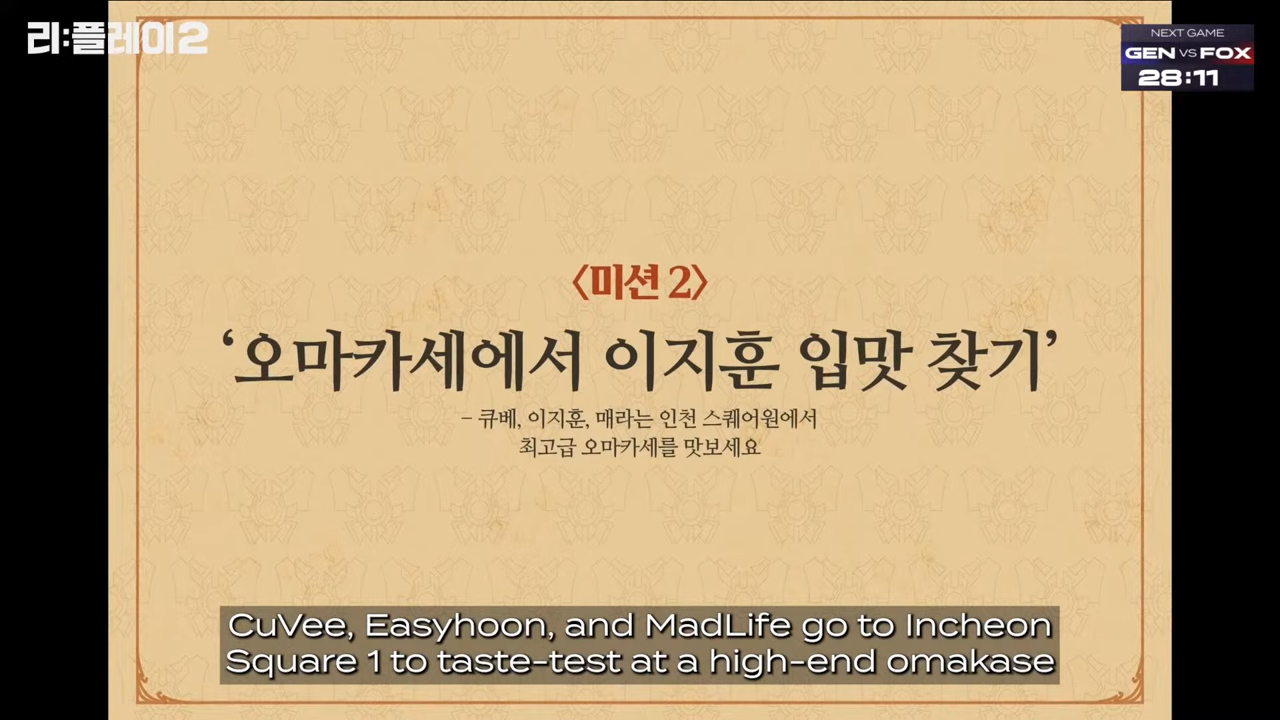 리:플레이2
NEXT GAME
GEN VS FOX
28:11
〈미션 2〉
‘오마카세에서 이지훈 입맛 찾기’
– 큐베, 이지훈, 매라는 인천 스퀘어원에서
최고급 오마카세를 맛보세요
CuVee, Easyhoon, and MadLife go to Incheon
Square 1 to taste-test at a high-end omakase